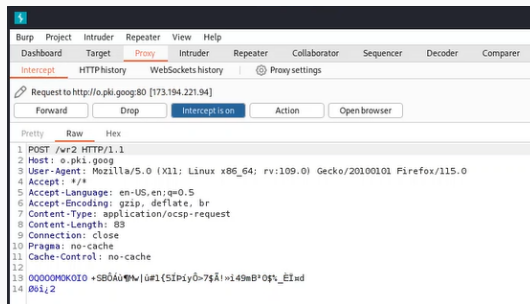 Burp Project Intruder Repeater View Help
Dashboard Target Proxy Intruder Repeater Collaborator Sequencer Decoder Comparer
Intercept HTTP history WebSockets history Proxy settings
Request to http://o.pki.goog:80 [173.194.221.94]
Forward Drop Intercept is on Action Open browser
Pretty Raw Hex
1 POST /wr2 HTTP/1.1
2 Host: o.pki.goog
3 User-Agent: Mozilla/5.0 (X11; Linux x86_64; rv:109.0) Gecko/20100101 Firefox/115.0
4 Accept: */*
5 Accept-Language: en-US,en;q=0.5
6 Accept-Encoding: gzip, deflate, br
7 Content-Type: application/ocsp-request
8 Content-Length: 83
9 Connection: close
10 Pragma: no-cache
11 Cache-Control: no-cache
12
13 0Q0O0M0K0I0
14 Øöi¿2